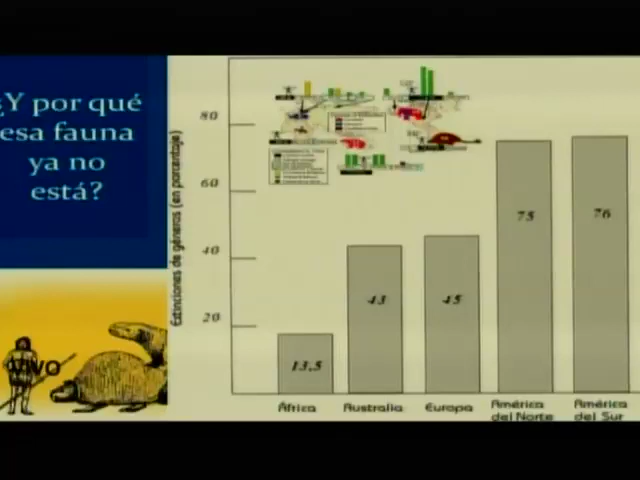 ¿Y por qué
esa fauna
ya no
está?
VIVO
Extinciones de géneros (en porcentaje)
80
60
40
20
13,5
43
45
75
76
África
Australia
Europa
América
del Norte
América
del Sur